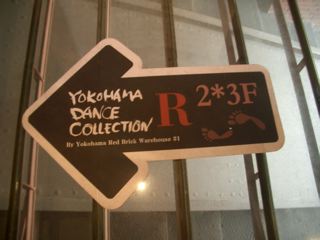 YOKOHAMA
DANCE
COLLECTION
R
2*3F
By Yokohama Red Brick Warehouse #1